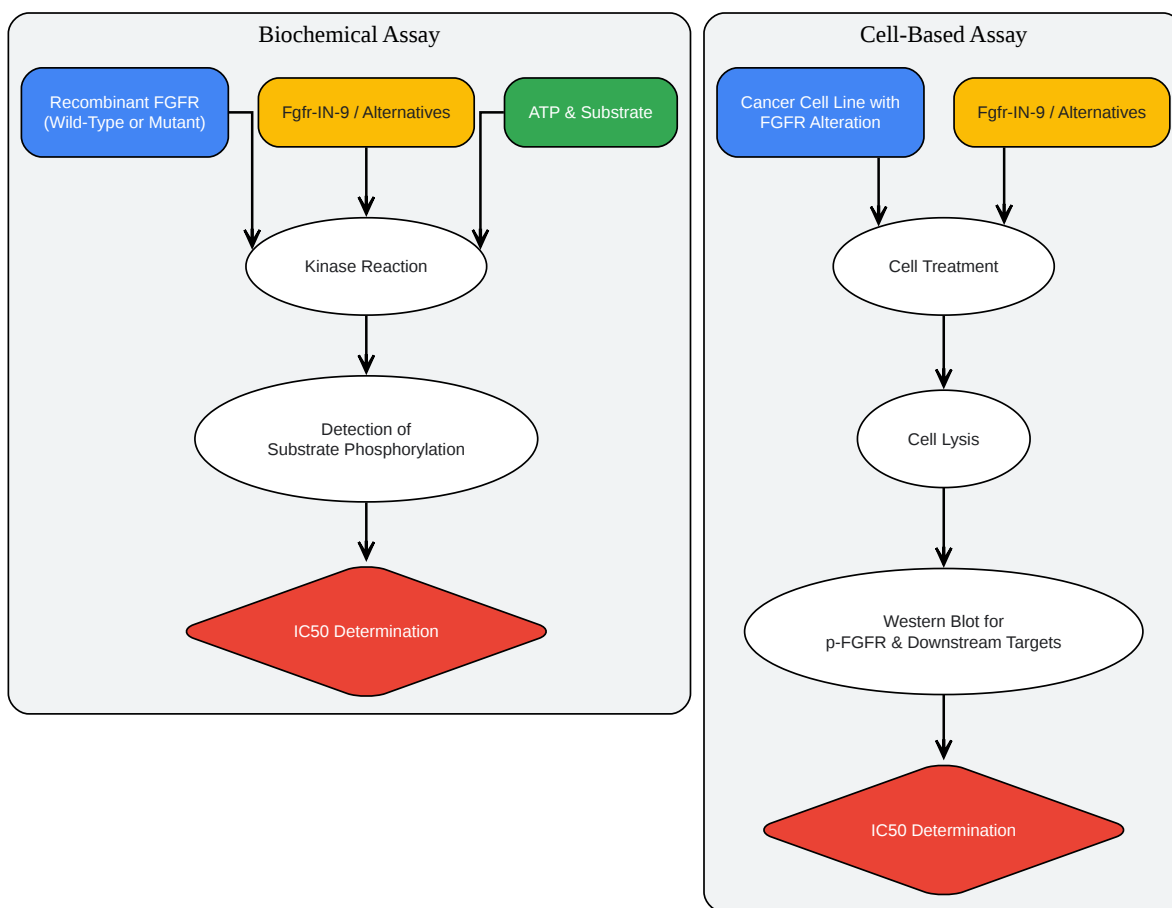 Biochemical Assay
Recombinant FGFR
(Wild-Type or Mutant)
Fgfr-IN-9 / Alternatives
ATP & Substrate
Kinase Reaction
Detection of
Substrate Phosphorylation
IC50 Determination
Cell-Based Assay
Cancer Cell Line with
FGFR Alteration
Fgfr-IN-9 / Alternatives
Cell Treatment
Cell Lysis
Western Blot for
p-FGFR & Downstream Targets
IC50 Determination